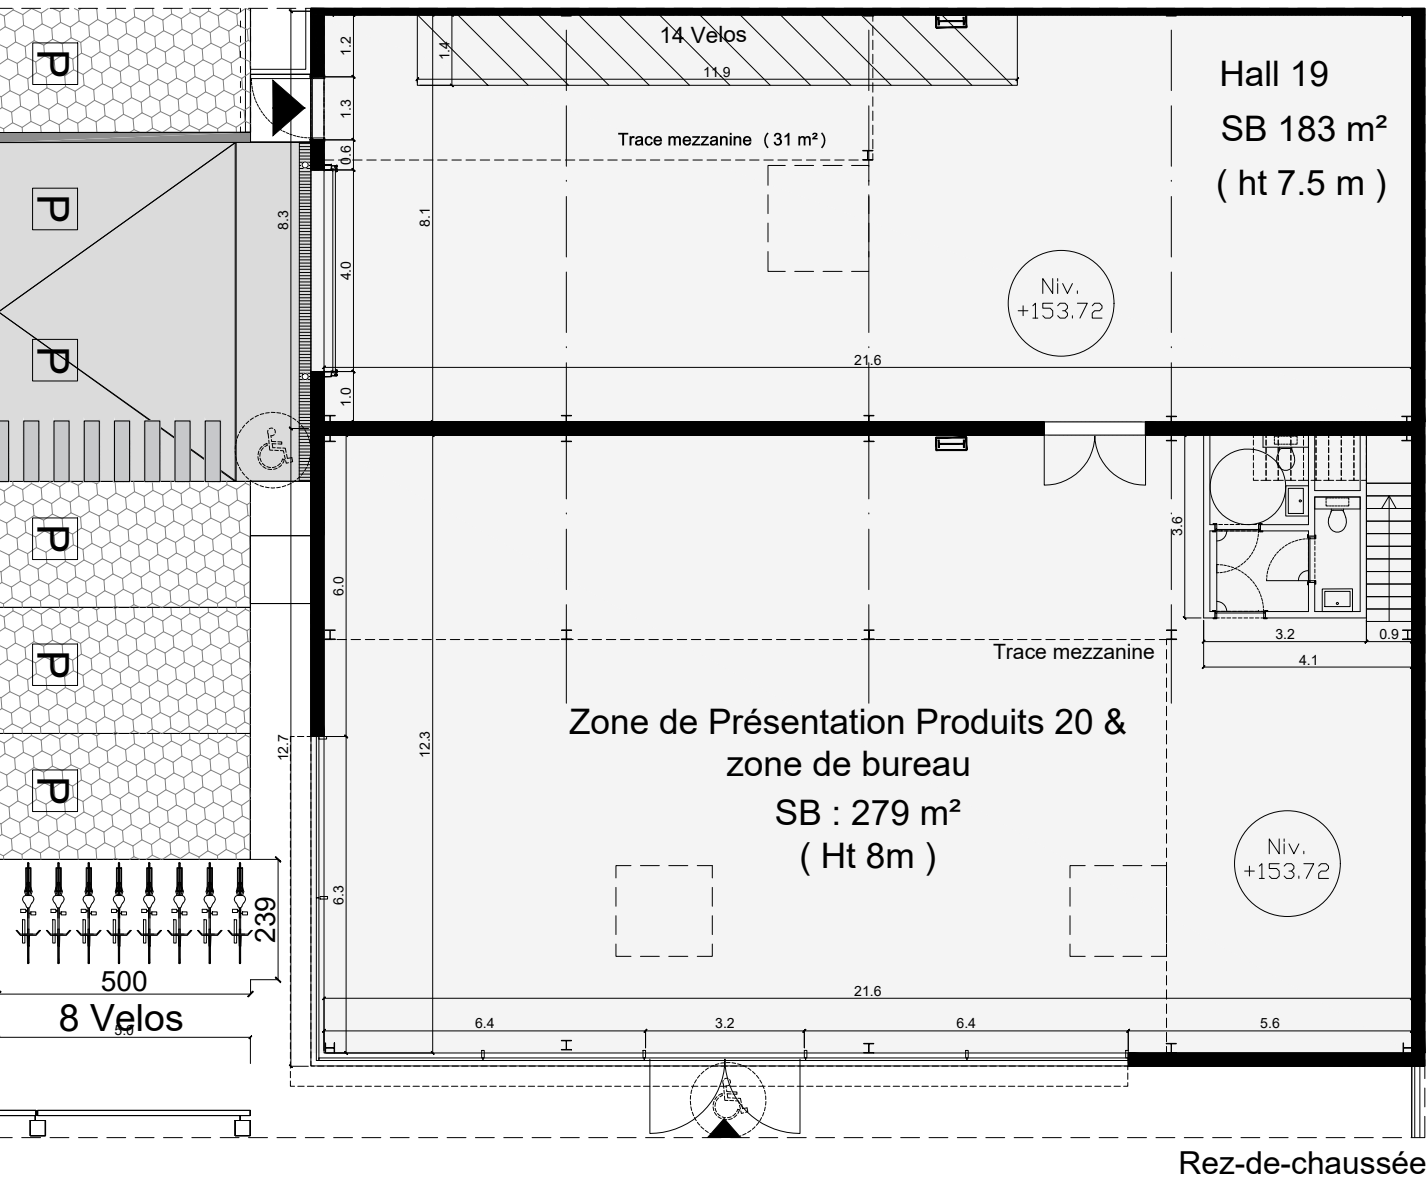 P
14 Velos
1.2
1.4
11.9
Hall 19
SB 183 m²
( ht 7.5 m )
1.3
Trace mezzanine ( 31 m² )
0.6
P
8.3
8.1
4.0
Niv.
+153.72
P
21.6
1.0
P
3.6
6.0
3.2
0.9
Trace mezzanine
4.1
P
Zone de Présentation Produits 20 &
zone de bureau
SB : 279 m²
( Ht 8m )
12.7
12.3
P
Niv.
+153.72
6.3
239
500
8 Velos
5.0
21.6
6.4
3.2
6.4
5.6
Rez-de-chaussée